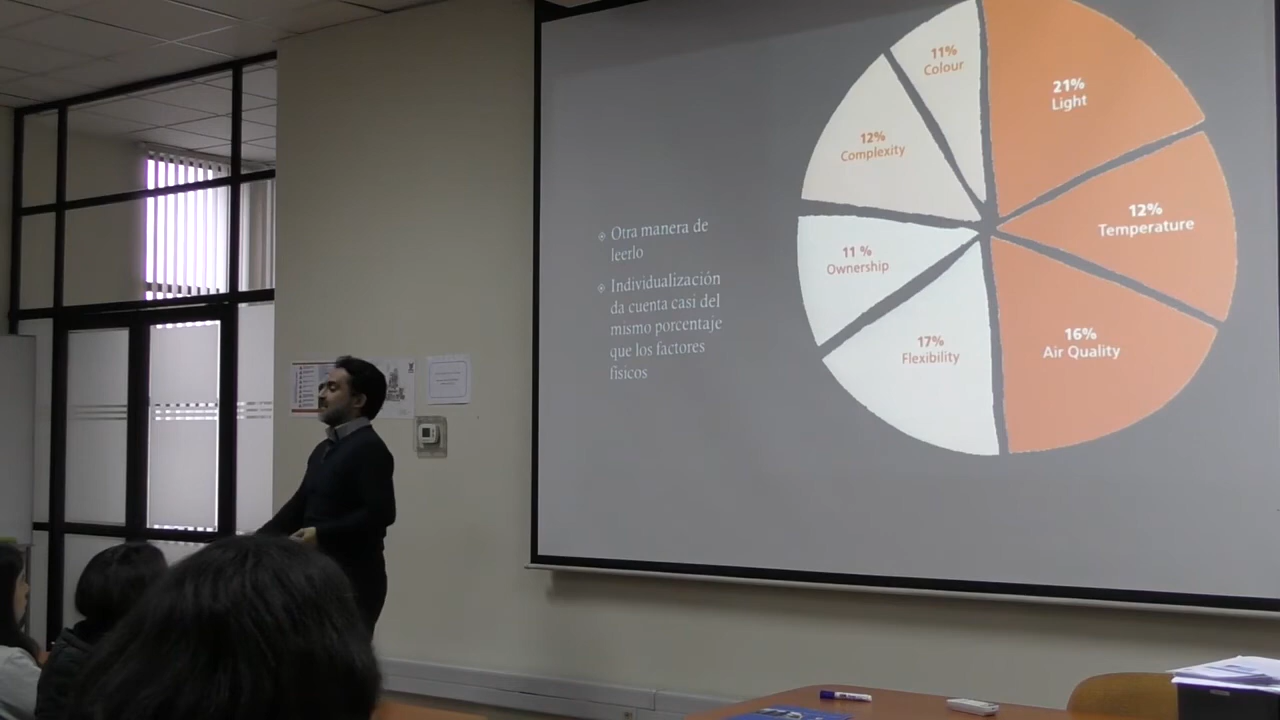 Otra manera de
leerlo
Individualización
da cuenta casi del
mismo porcentaje
que los factores
físicos
11%
Colour
21%
Light
12%
Complexity
12%
Temperature
11 %
Ownership
17%
Flexibility
16%
Air Quality